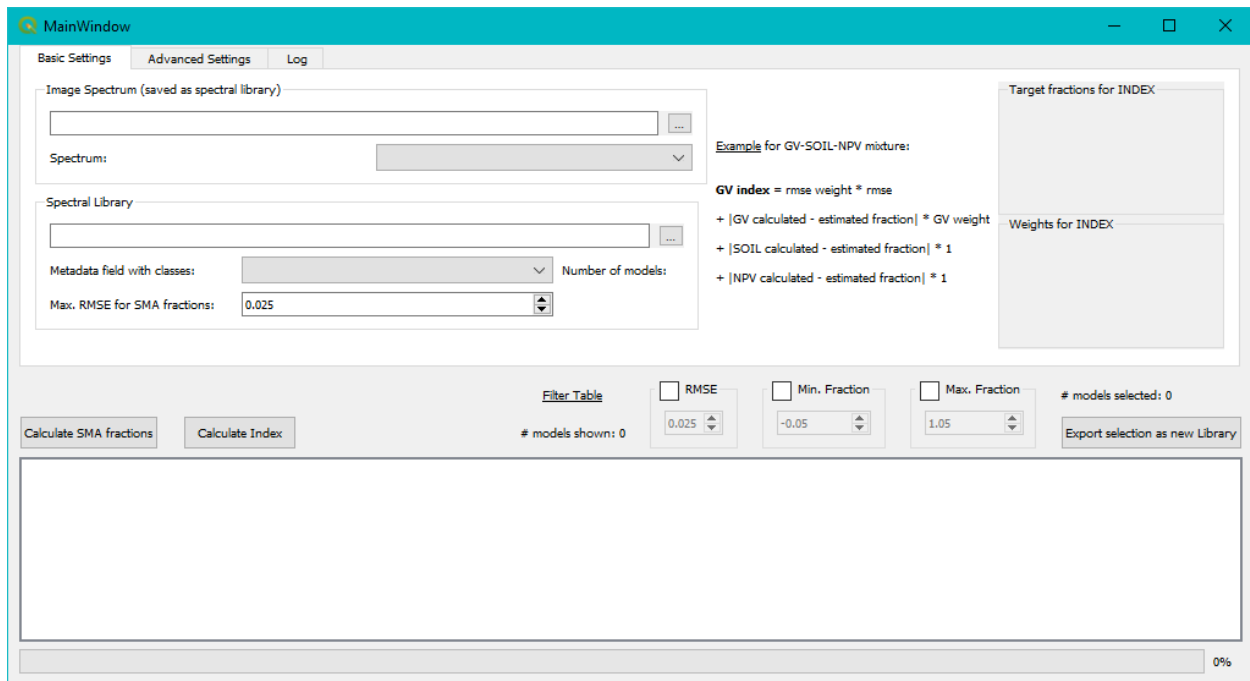 MainWindow
Basic Settings
Advanced Settings
Log
Image Spectrum (saved as spectral library)
...
Spectrum:
Spectral Library
...
Metadata field with classes:
Number of models:
Max. RMSE for SMA fractions:
0.025
Example for GV-SOIL-NPV mixture:
GV index = rmse weight * rmse
+ |GV calculated - estimated fraction| * GV weight
+ |SOIL calculated - estimated fraction| * 1
+ |NPV calculated - estimated fraction| * 1
Target fractions for INDEX
Weights for INDEX
Calculate SMA fractions
Calculate Index
Filter Table
# models shown: 0
RMSE
0.025
Min. Fraction
-0.05
Max. Fraction
1.05
# models selected: 0
Export selection as new Library
0%